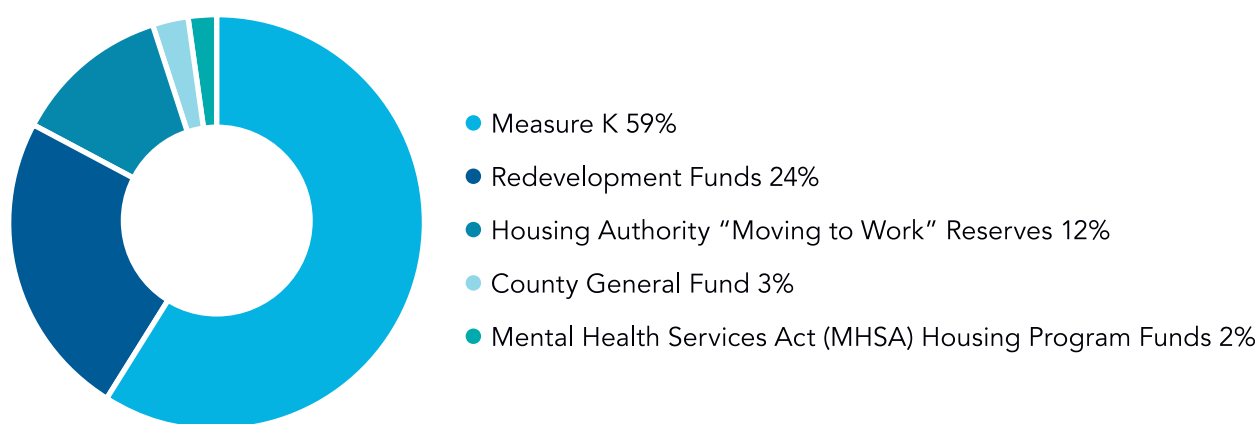 Measure K 59%
Redevelopment Funds 24%
Housing Authority “Moving to Work” Reserves 12%
County General Fund 3%
Mental Health Services Act (MHSA) Housing Program Funds 2%